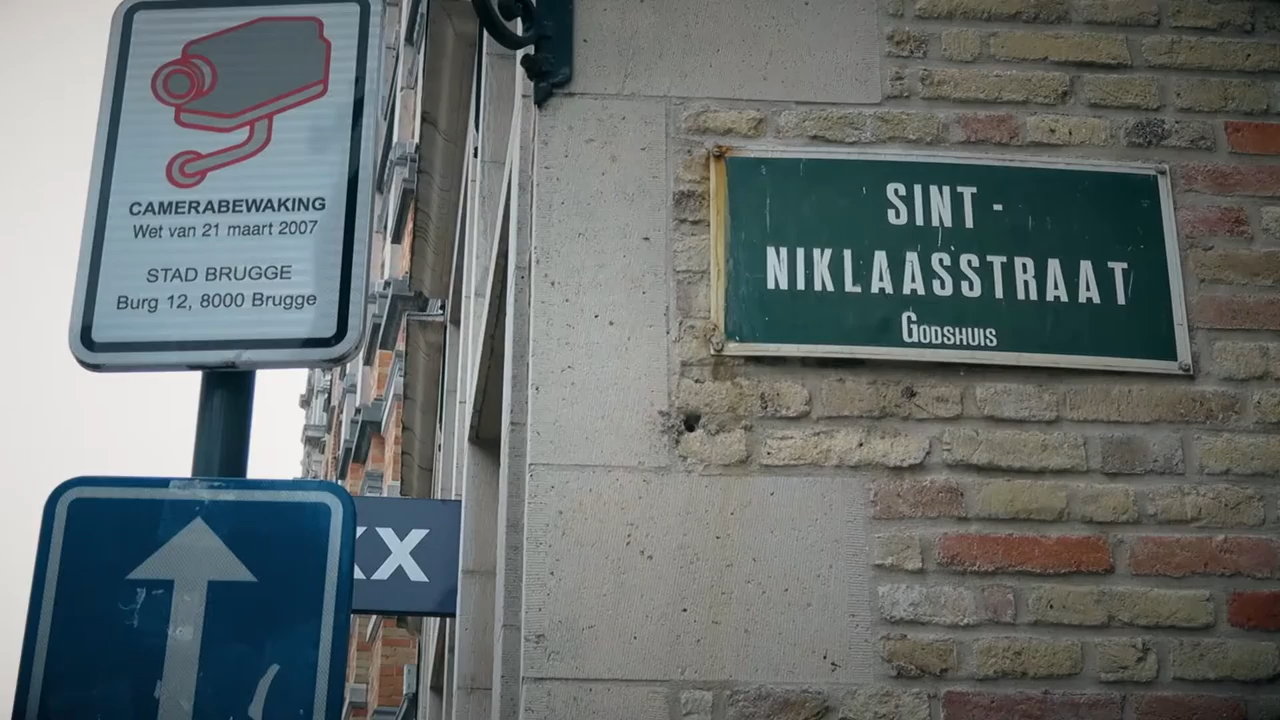 CAMERABEWAKING
Wet van 21 maart 2007
STAD BRUGGE
Burg 12, 8000 Brugge
SINT -
NIKLAASSTRAAT
GODSHUIS